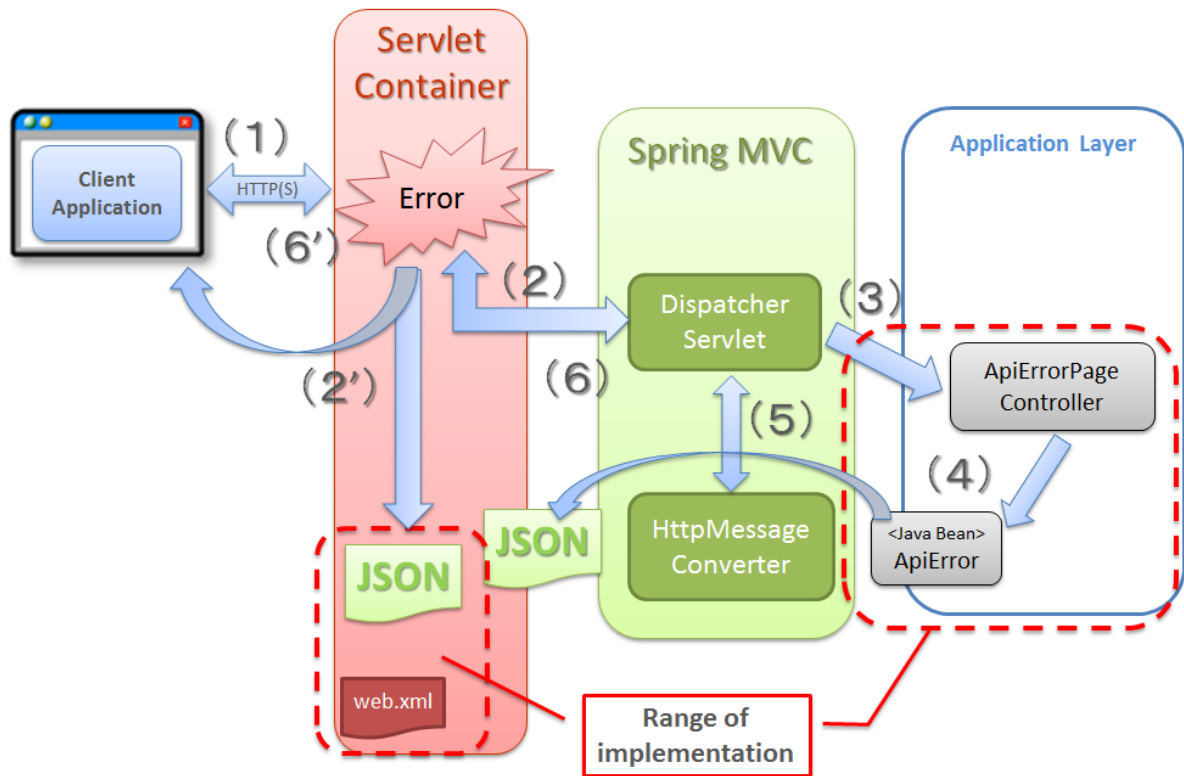 Servlet
Container
Spring MVC
Application Layer
(1)
Client
Application
HTTP(S)
Error
(6’)
(2)
Dispatcher
Servlet
(3)
(2’)
(6)
ApiErrorPage
Controller
(5)
(4)
JSON
JSON
HttpMessage
Converter
<Java Bean>
ApiError
web.xml
Range of
implementation